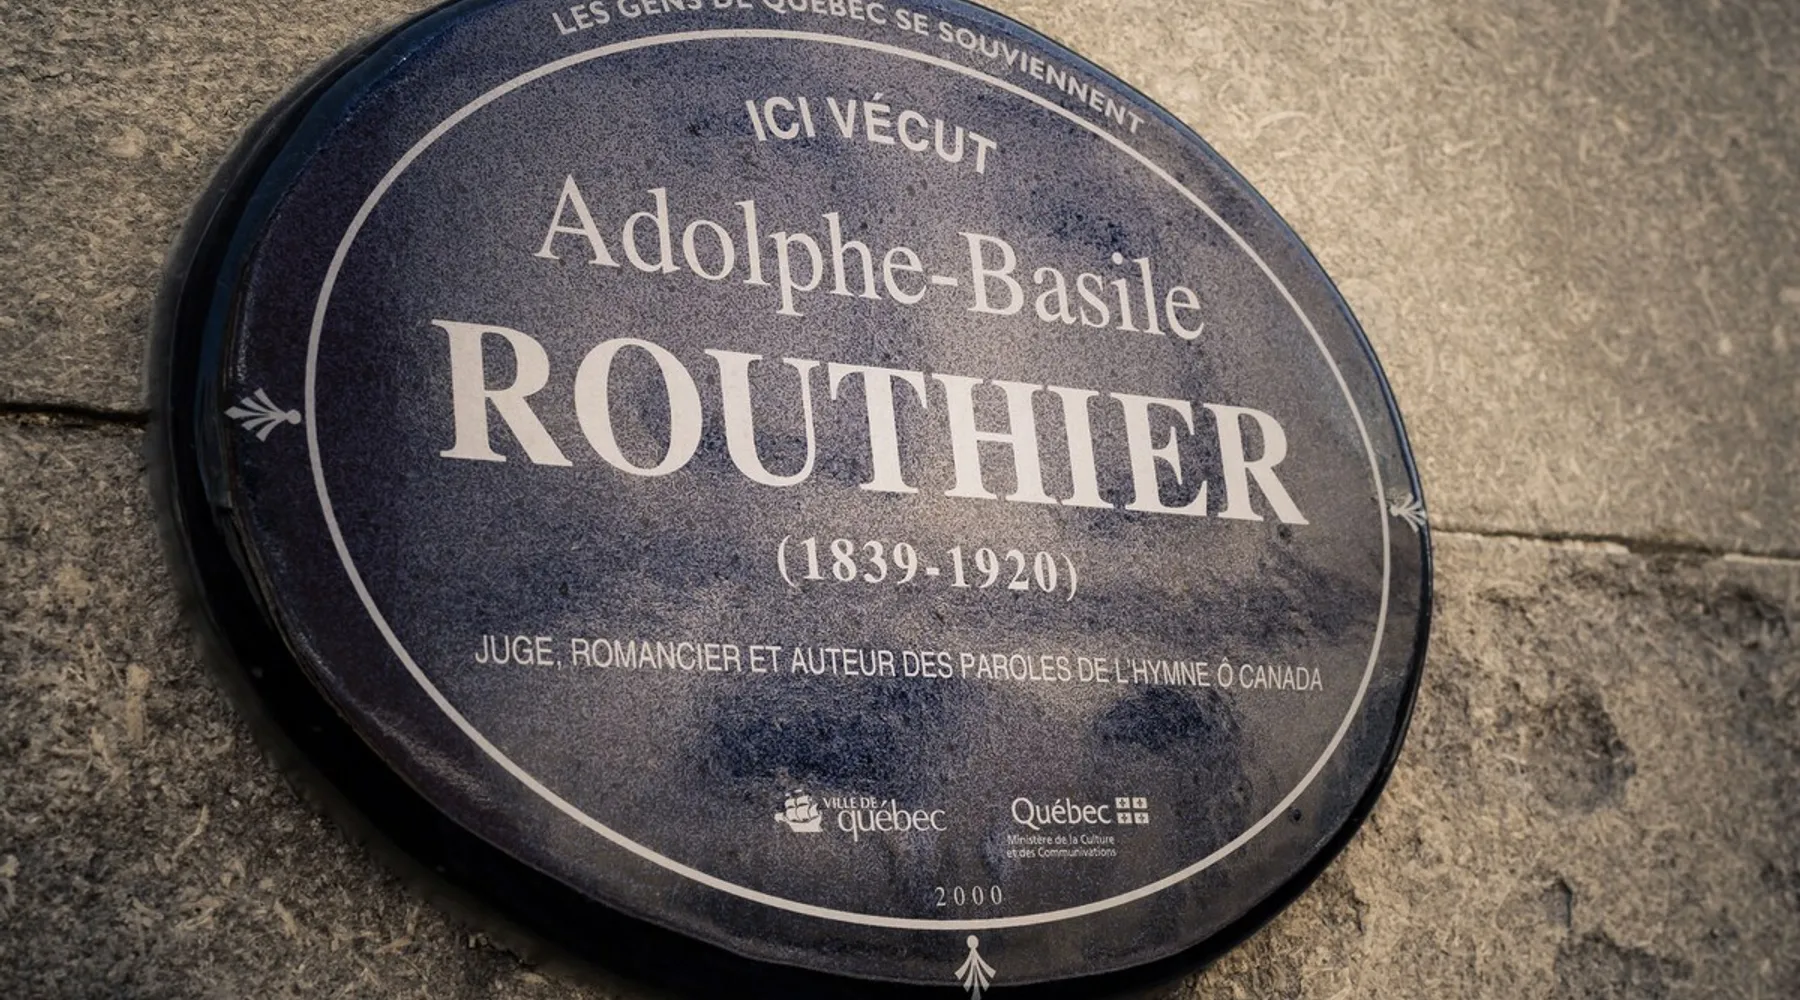 LES GENS DE QUÉBEC SE SOUVIENNENT
ICI VÉCUT
Adolphe-Basile
ROUTHIER
(1839-1920)
JUGE, ROMANCIER ET AUTEUR DES PAROLES DE L'HYMNE Ô CANADA
VILLE DE
québec
Québec
Ministère de la Culture
et des Communivations
2000